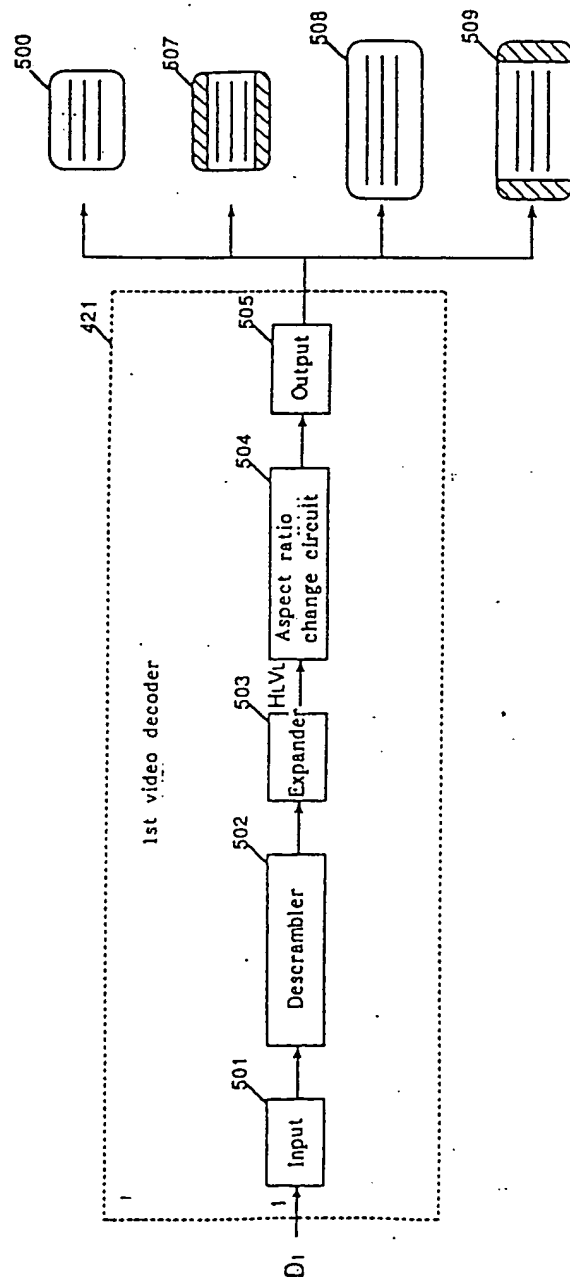 421
1st video decoder
D1
1
501
Input
502
Descrambler
503
Expander
HLVL
504
Aspect ratio
change circuit
505
Output
500
507
508
509